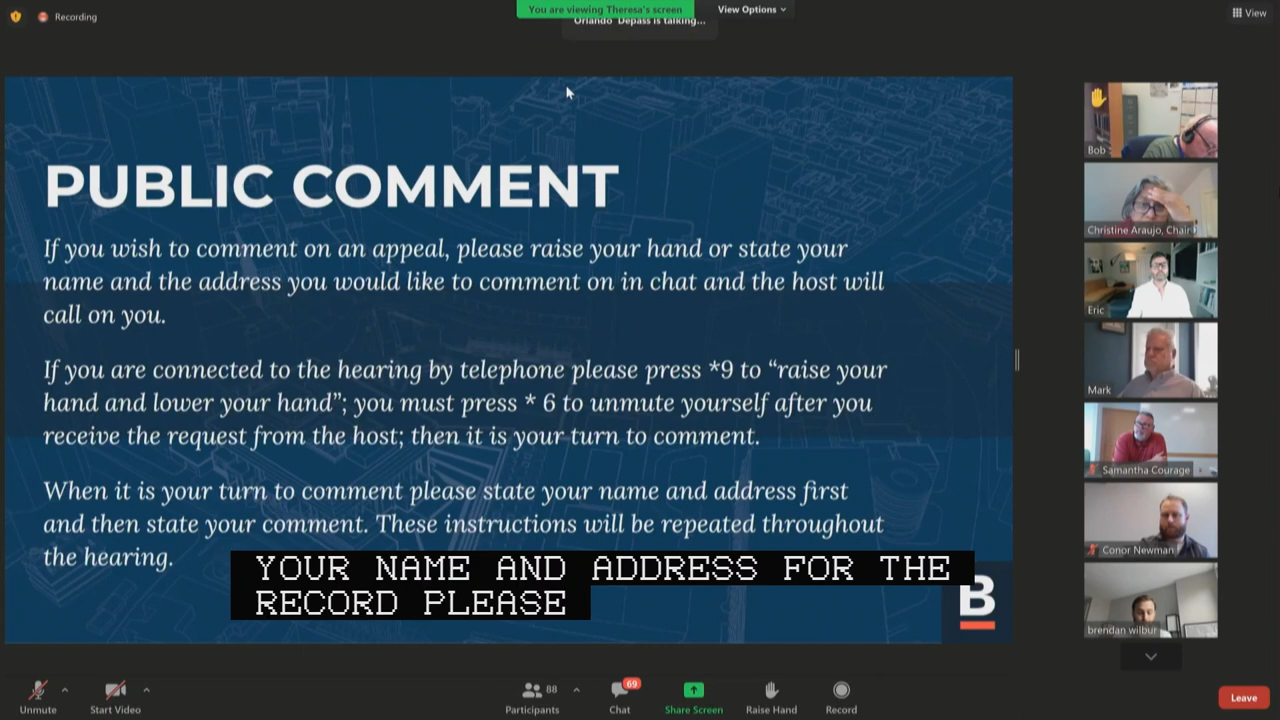 You are viewing Theresa's screen
View Options
Recording
Orlando Depass is talking...
View
PUBLIC COMMENT
If you wish to comment on an appeal, please raise your hand or state your
name and the address you would like to comment on in chat and the host will
call on you.
If you are connected to the hearing by telephone please press *9 to “raise your
hand and lower your hand”; you must press * 6 to unmute yourself after you
receive the request from the host; then it is your turn to comment.
When it is your turn to comment please state your name and address first
and then state your comment. These instructions will be repeated throughout
the hearing.
YOUR NAME AND ADDRESS FOR THE
RECORD PLEASE
B
Bob
Christine Araujo, Chair
Eric
Mark
Samantha Courage
Conor Newman
brendan wilbur
Unmute
Start Video
88
Participants
69
Chat
Share Screen
Raise Hand
Record
Leave